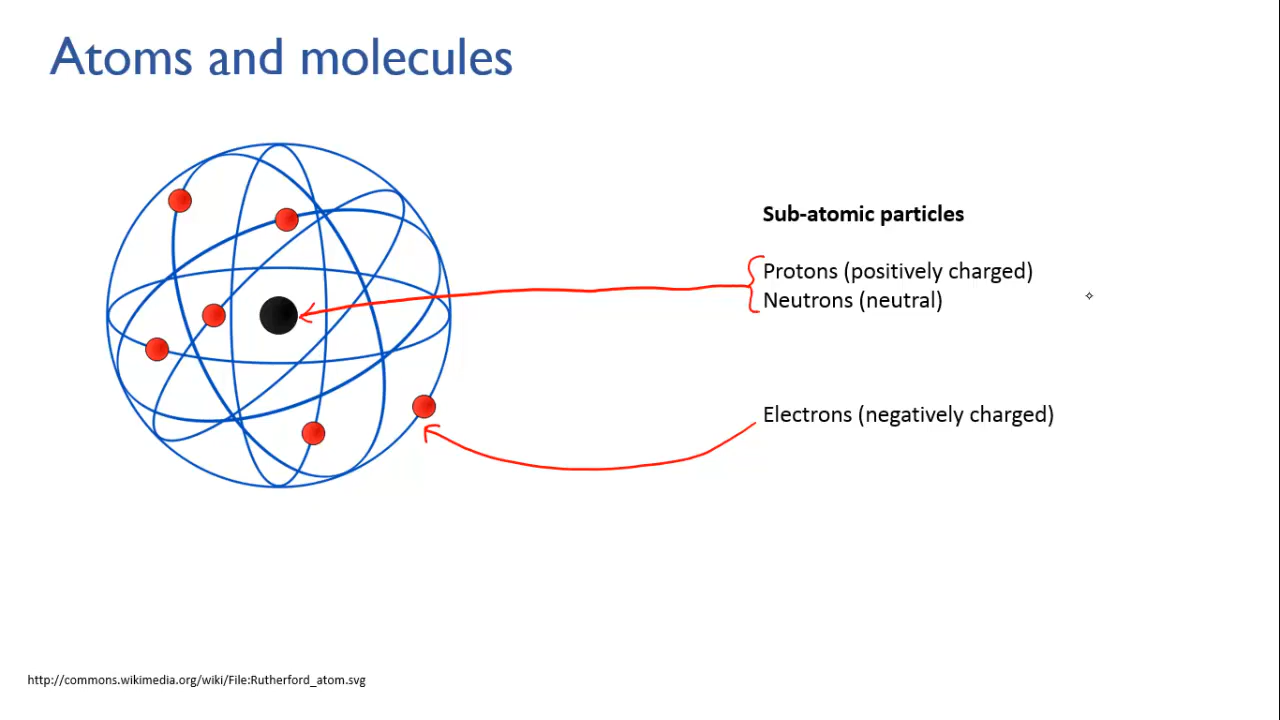 Atoms and molecules
Sub-atomic particles
Protons (positively charged)
Neutrons (neutral)
Electrons (negatively charged)
http://commons.wikimedia.org/wiki/File:Rutherford_atom.svg